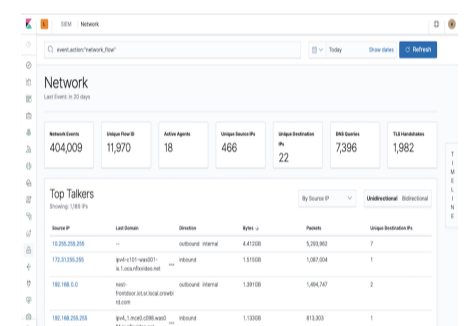 SIEM Network
event.action:"network_flow"
Today
Show dates
Refresh
Network
Last Event: in 20 days
Network Events
404,009
Unique Flow ID
11,970
Active Agents
18
Unique Source IPs
466
Unique Destination IPs
22
DNS Queries
7,396
TLS Handshakes
1,982
TIMELINE
Top Talkers
Showing: 1,189 IPs
By Source IP
Unidirectional Bidirectional
Source IP Last Domain Direction Bytes Packets Unique Destination IPs
10.255.255.255 -- outbound internal 4.412GB 5,293,962 7
172.31.255.255 inbound 1.515GB 1,087,004 1
192.168.0.0 outbound internal 1.391GB 1,494,747 2
192.168.255.255 inbound 1.133GB 813,303 1